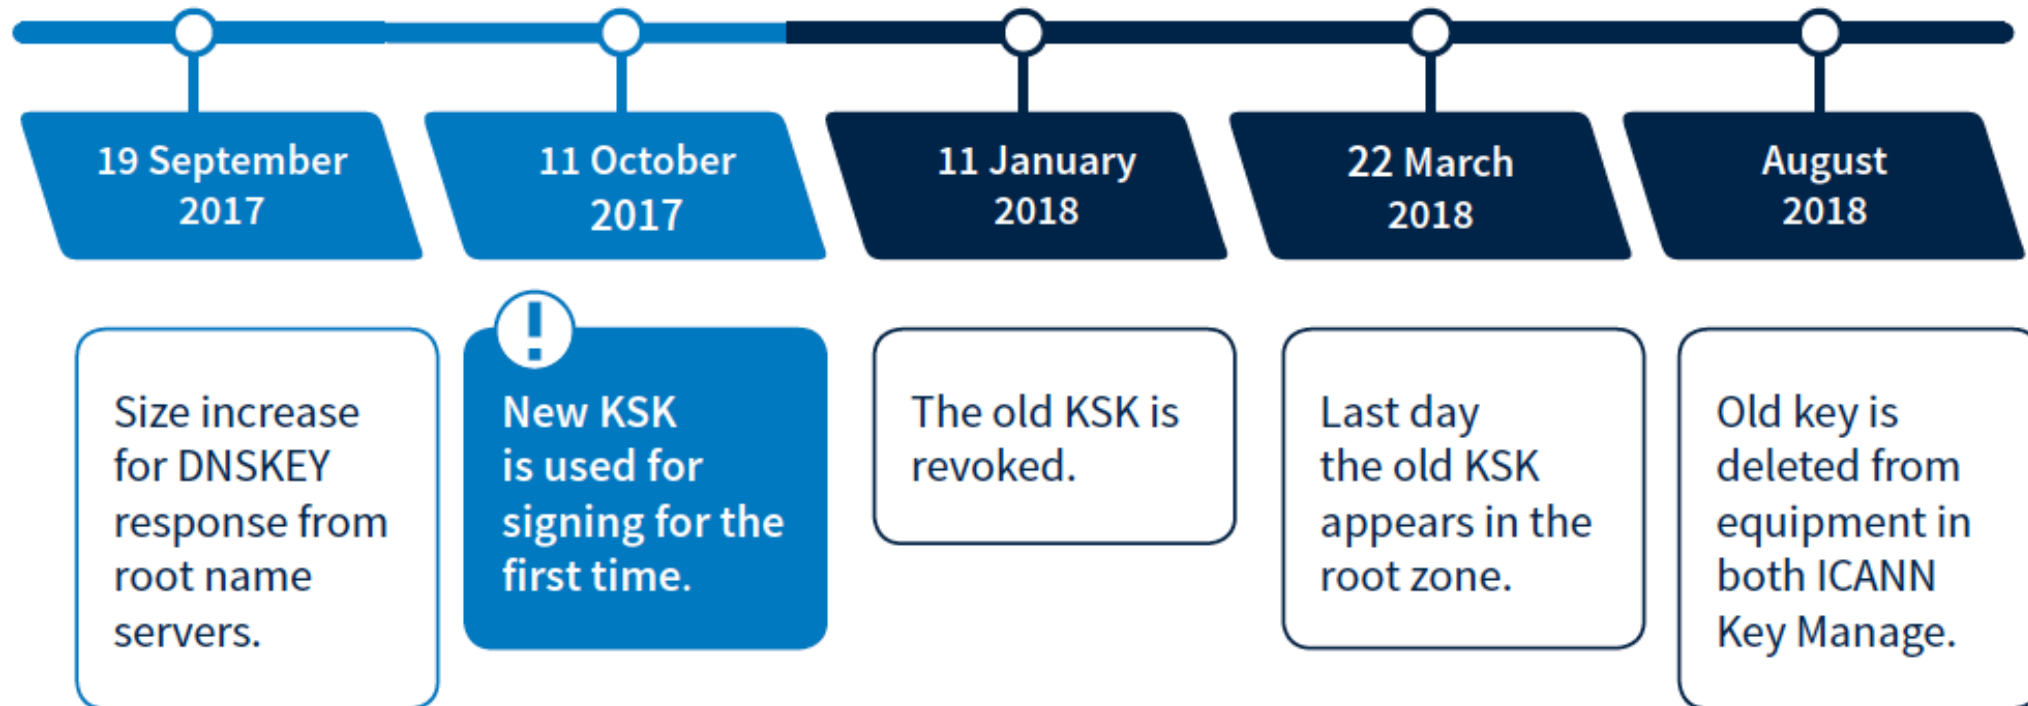 19 September
2017
11 October
2017
11 January
2018
22 March
2018
August
2018
Size increase
for DNSKEY
response from
root name
servers.
!
New KSK
is used for
signing for the
first time.
The old KSK is
revoked.
Last day
the old KSK
appears in the
root zone.
Old key is
deleted from
equipment in
both ICANN
Key Manage.